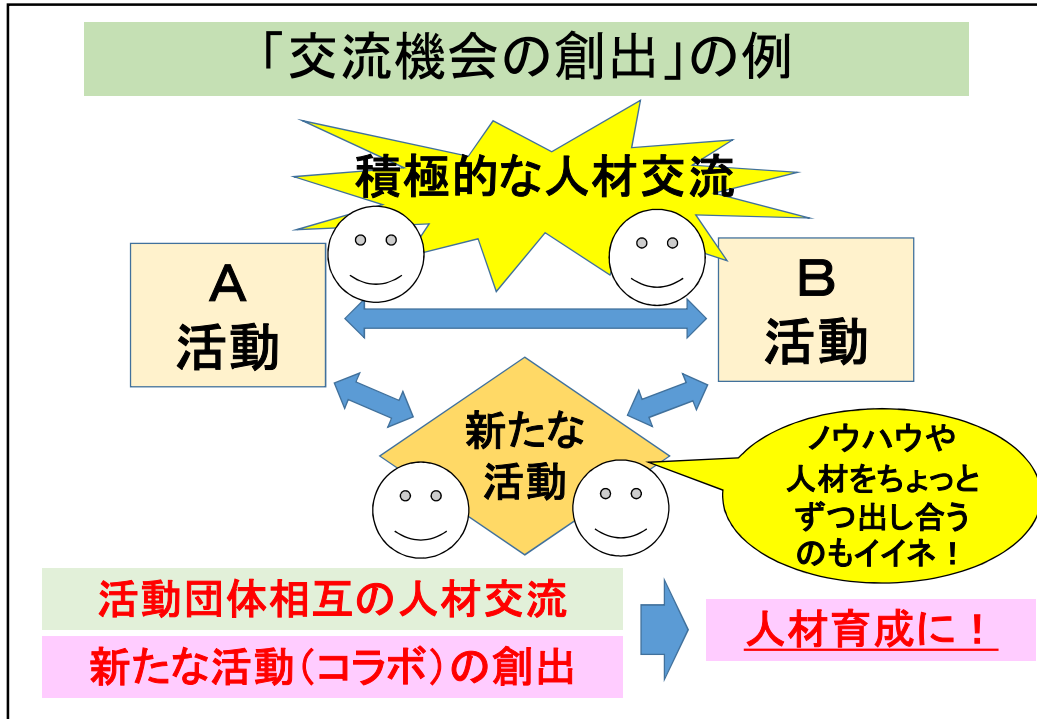 「交流機会の創出」の例
積極的な人材交流
A
活動
B
活動
新たな
活動
ノウハウや
人材をちょっと
ずつ出し合う
のもイイネ！
活動団体相互の人材交流
新たな活動（コラボ）の創出
人材育成に！